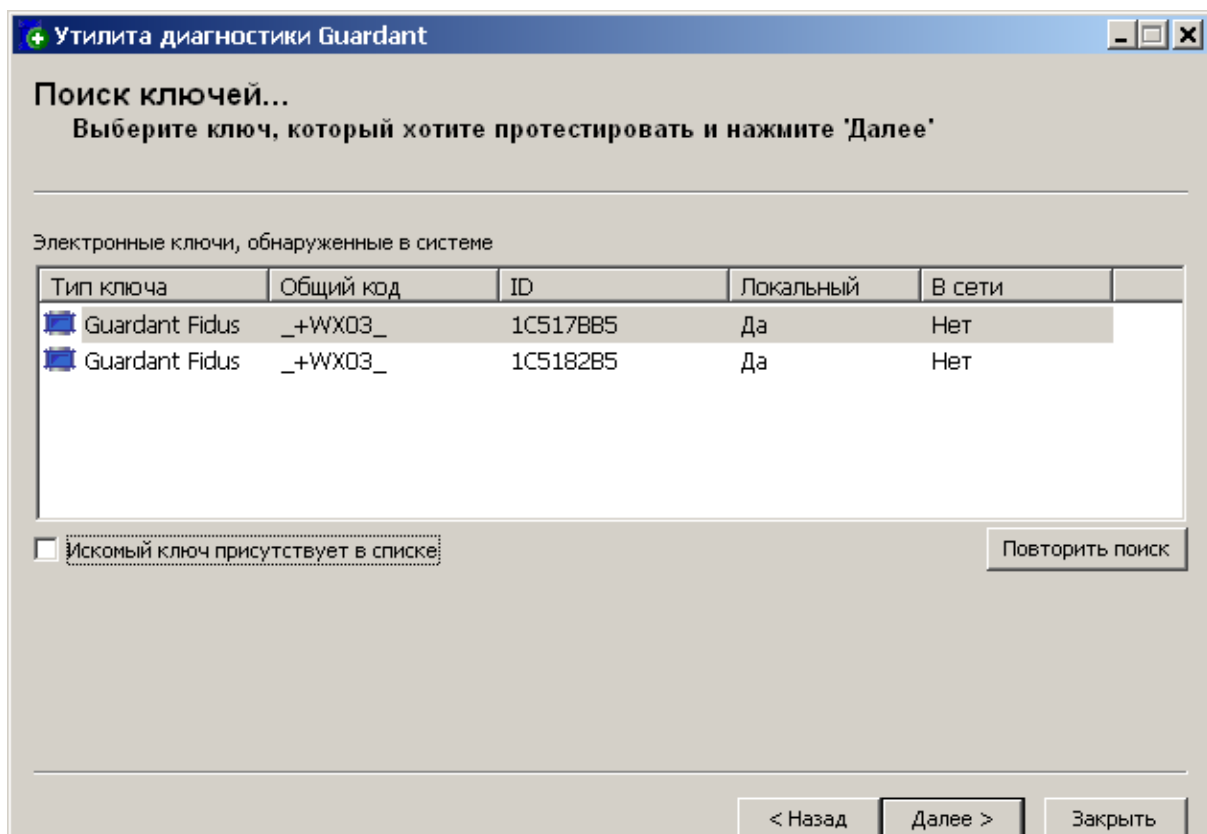 Утилита диагностики Guardant
Поиск ключей...
Выберите ключ, который хотите протестировать и нажмите 'Далее'
Электронные ключи, обнаруженные в системе
Тип ключа Общий код ID Локальный В сети
Guardant Fidus _+WX03_ 1C517BB5 Да Нет
Guardant Fidus _+WX03_ 1C5182B5 Да Нет
Искомый ключ присутствует в списке Повторить поиск
< Назад Далее > Закрыть